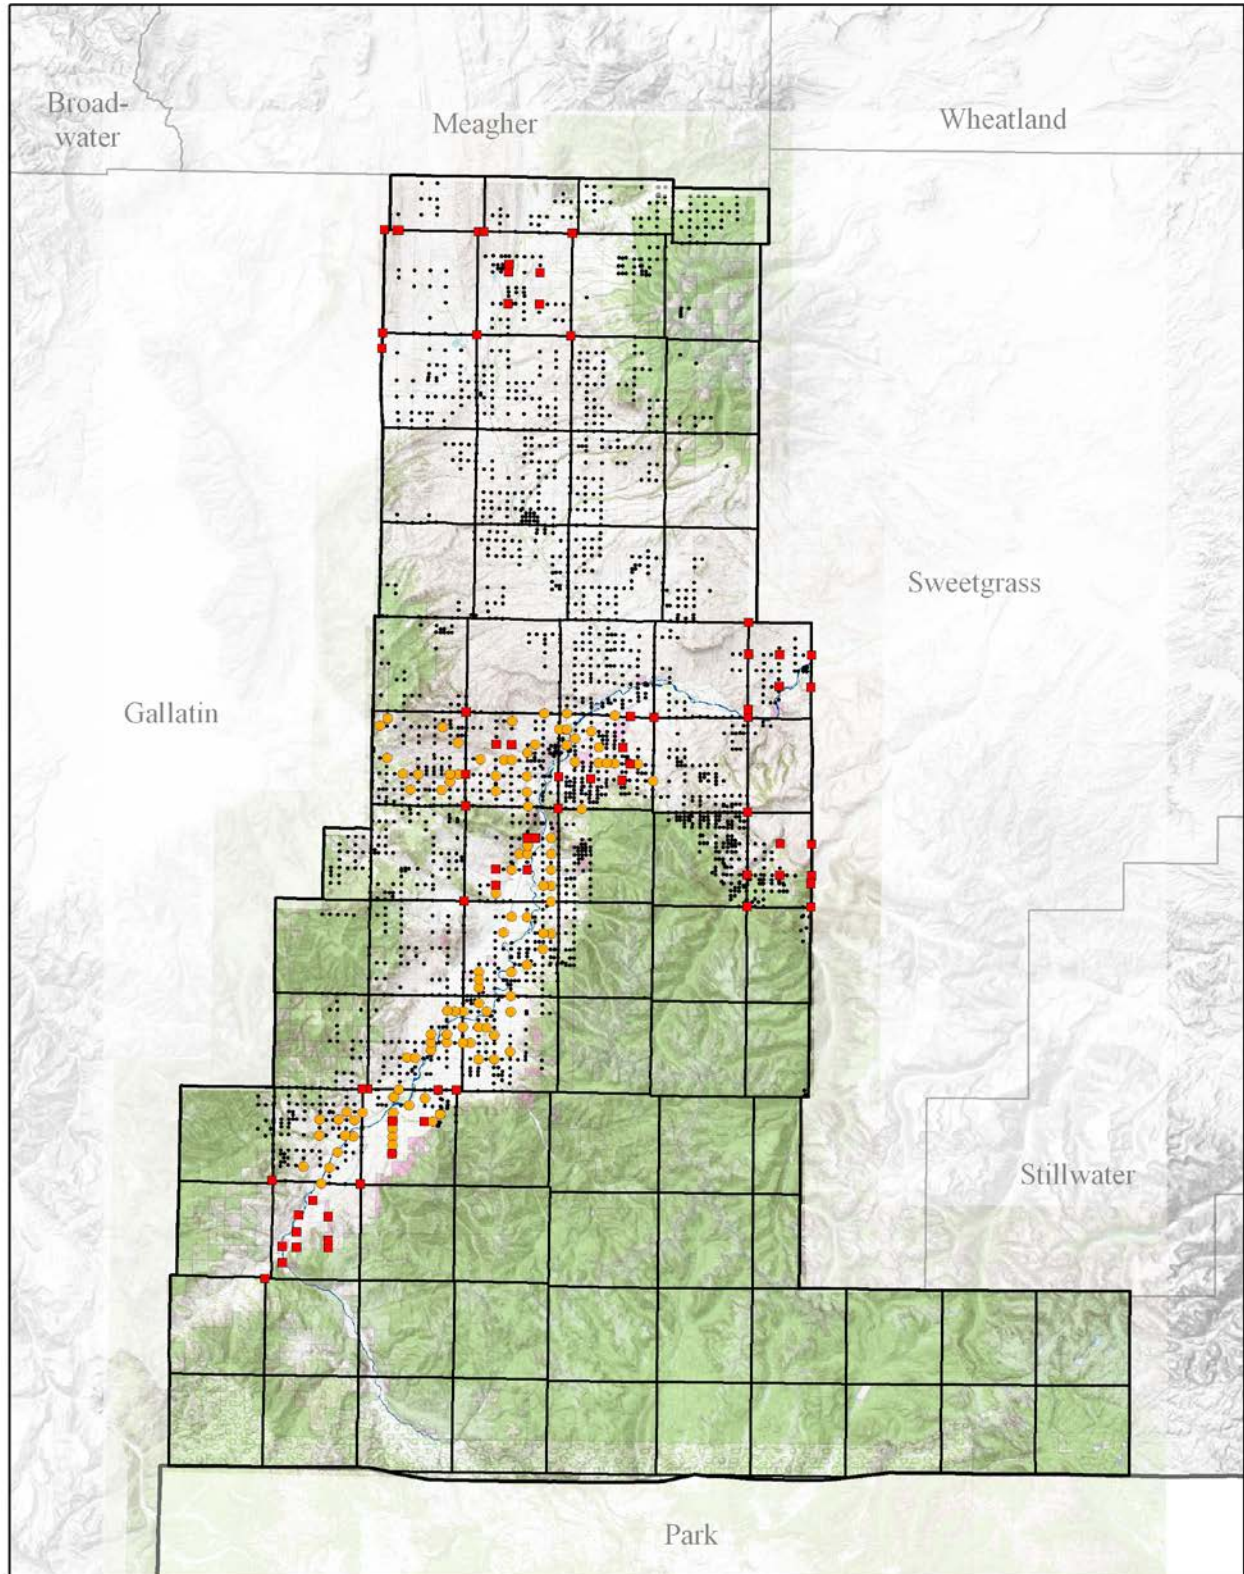 Broad-
water
Meagher
Wheatland
Sweetgrass
Gallatin
Stillwater
Park